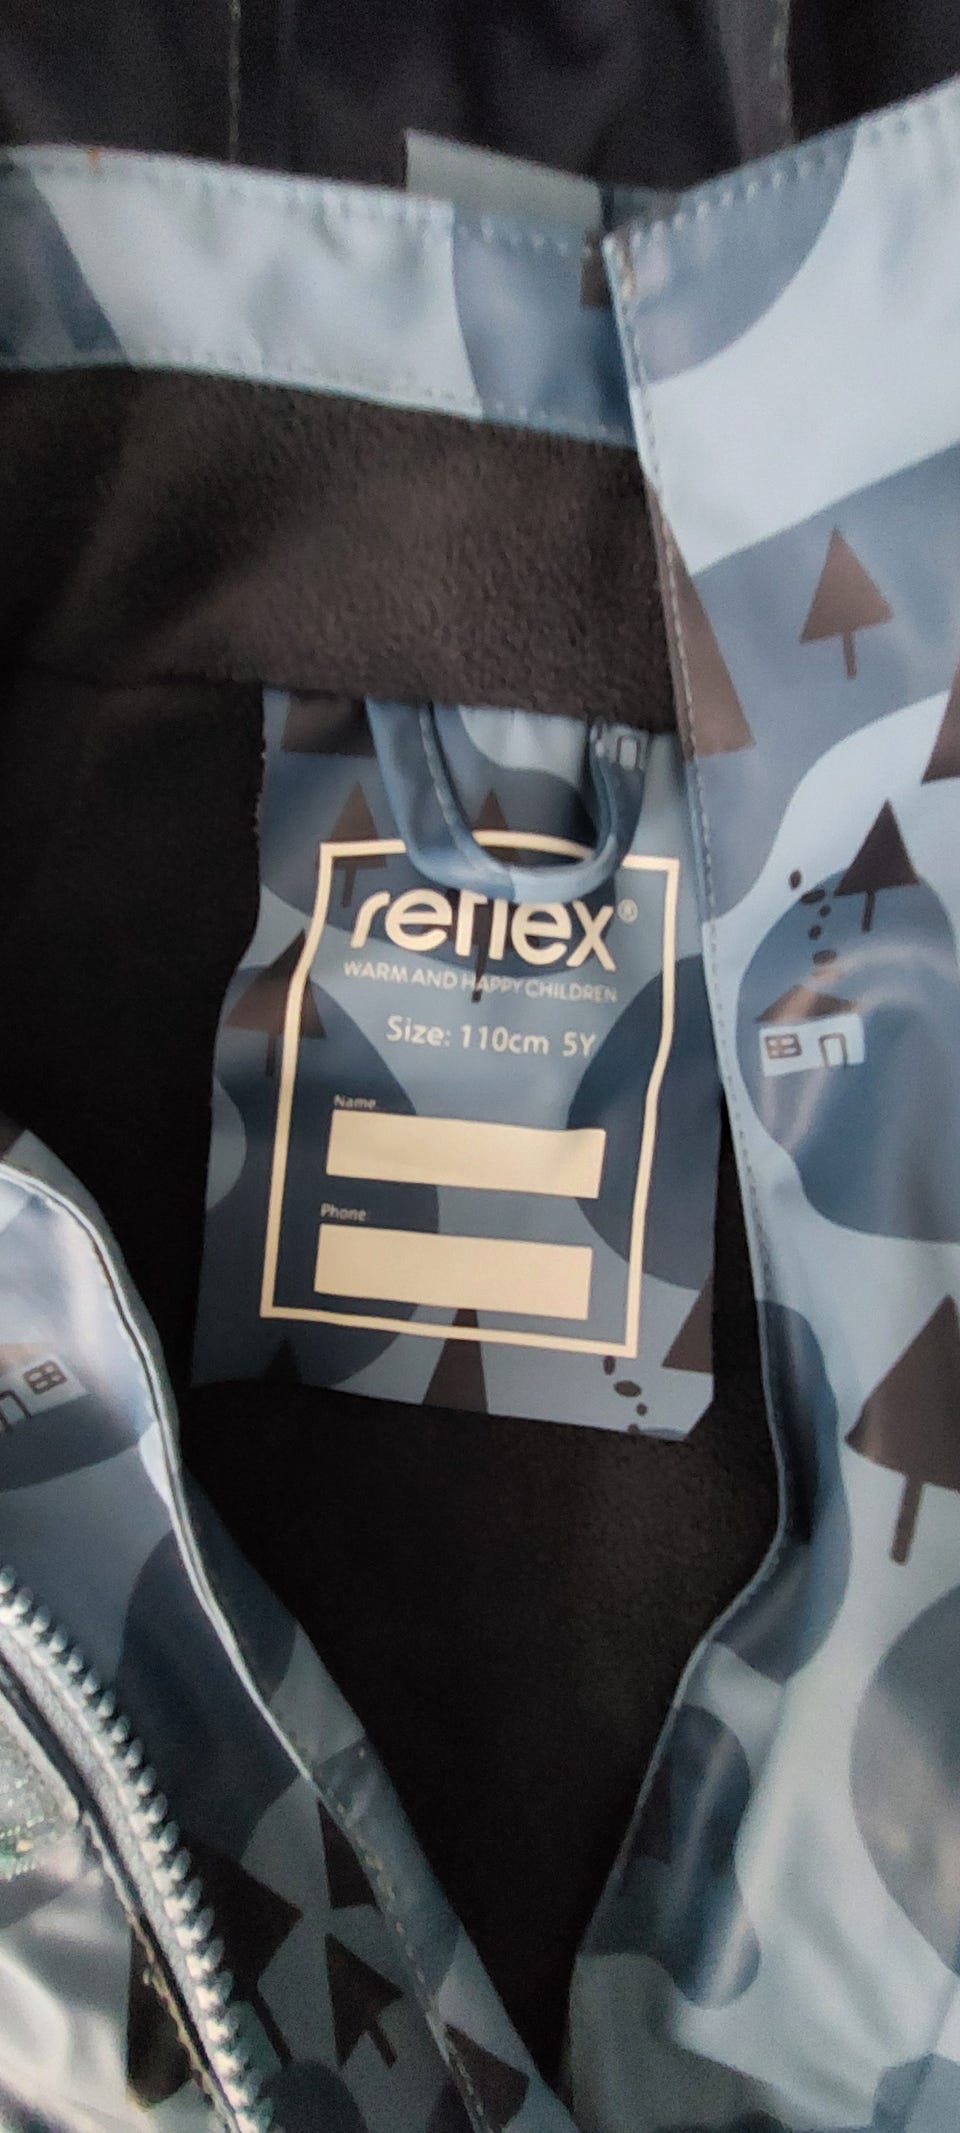 reflex®
WARM AND HAPPY CHILDREN
Size: 110cm 5Y
Name
Phone